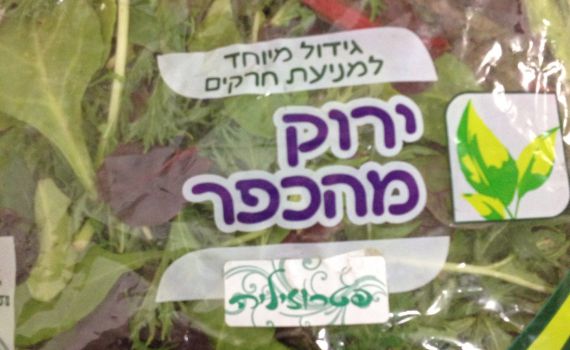 גידול מיוחד
למניעת חרקים
ירוק
מהכפר
פטרוזיליה